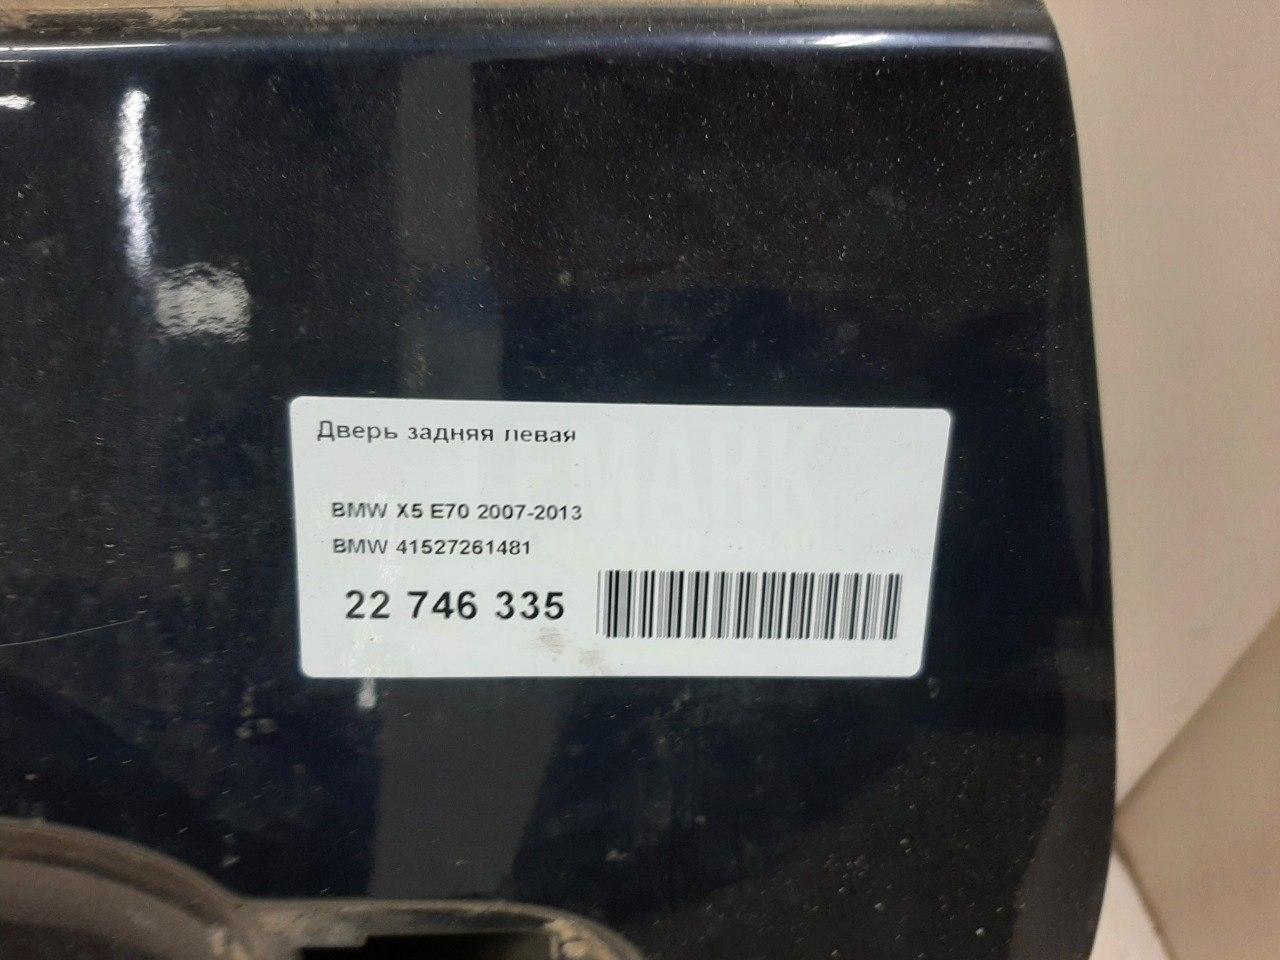 Дверь задняя левая
BMW X5 E70 2007-2013
BMW 41527261481
22 746 335